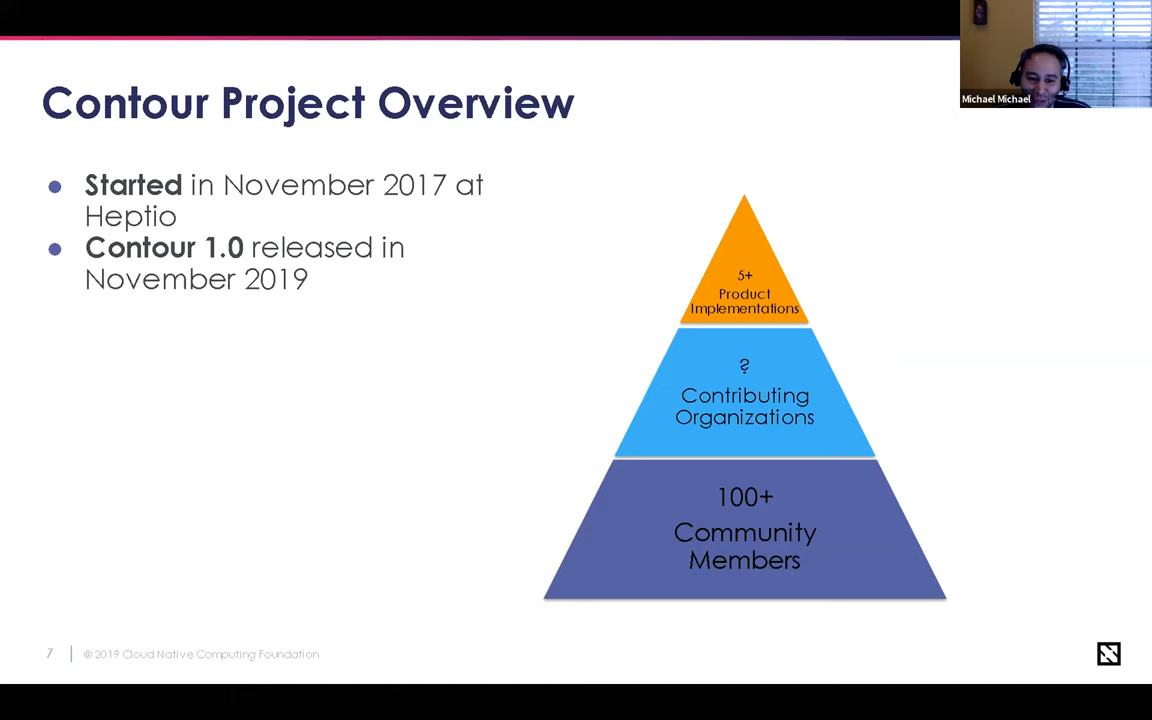 Michael Michael
Contour Project Overview
● Started in November 2017 at
Heptio
● Contour 1.0 released in
November 2019
5+
Product
Implementations
?
Contributing
Organizations
100+
Community
Members
7
© 2019 Cloud Native Computing Foundation